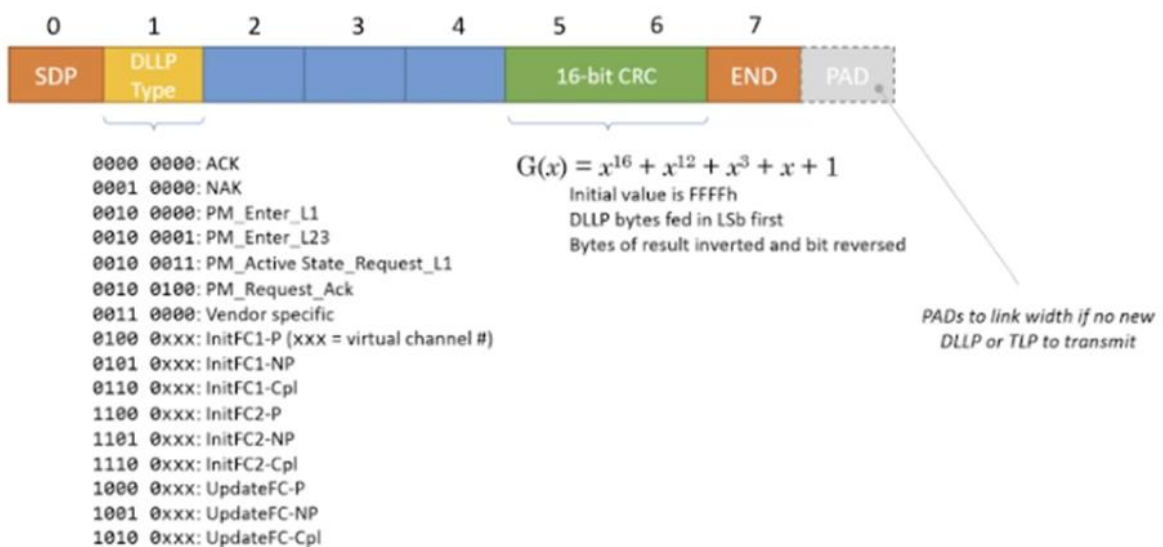 0 1 2 3 4 5 6 7
SDP DLLP Type 16-bit CRC END PAD
0000 0000: ACK
0001 0000: NAK
0010 0000: PM_Enter_L1
0010 0001: PM_Enter_L23
0010 0011: PM_Active State_Request_L1
0010 0100: PM_Request_Ack
0011 0000: Vendor specific
0100 0xxx: InitFC1-P (xxx = virtual channel #)
0101 0xxx: InitFC1-NP
0110 0xxx: InitFC1-Cpl
1100 0xxx: InitFC2-P
1101 0xxx: InitFC2-NP
1110 0xxx: InitFC2-Cpl
1000 0xxx: UpdateFC-P
1001 0xxx: UpdateFC-NP
1010 0xxx: UpdateFC-Cpl
G(x) = x¹⁶ + x¹² + x³ + x + 1
Initial value is FFFFh
DLLP bytes fed in LSb first
Bytes of result inverted and bit reversed
PADs to link width if no new
DLLP or TLP to transmit